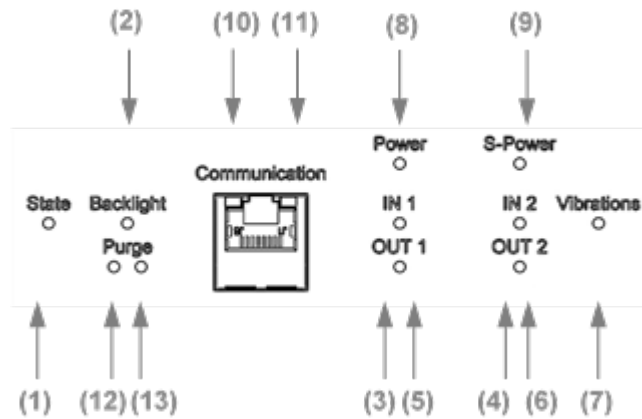 (2) (10) (11) (8) (9)
Power S-Power
Communication
State Backlight IN 1 IN 2 Vibrations
Purge OUT 1 OUT 2
(1) (12) (13) (3) (5) (4) (6) (7)